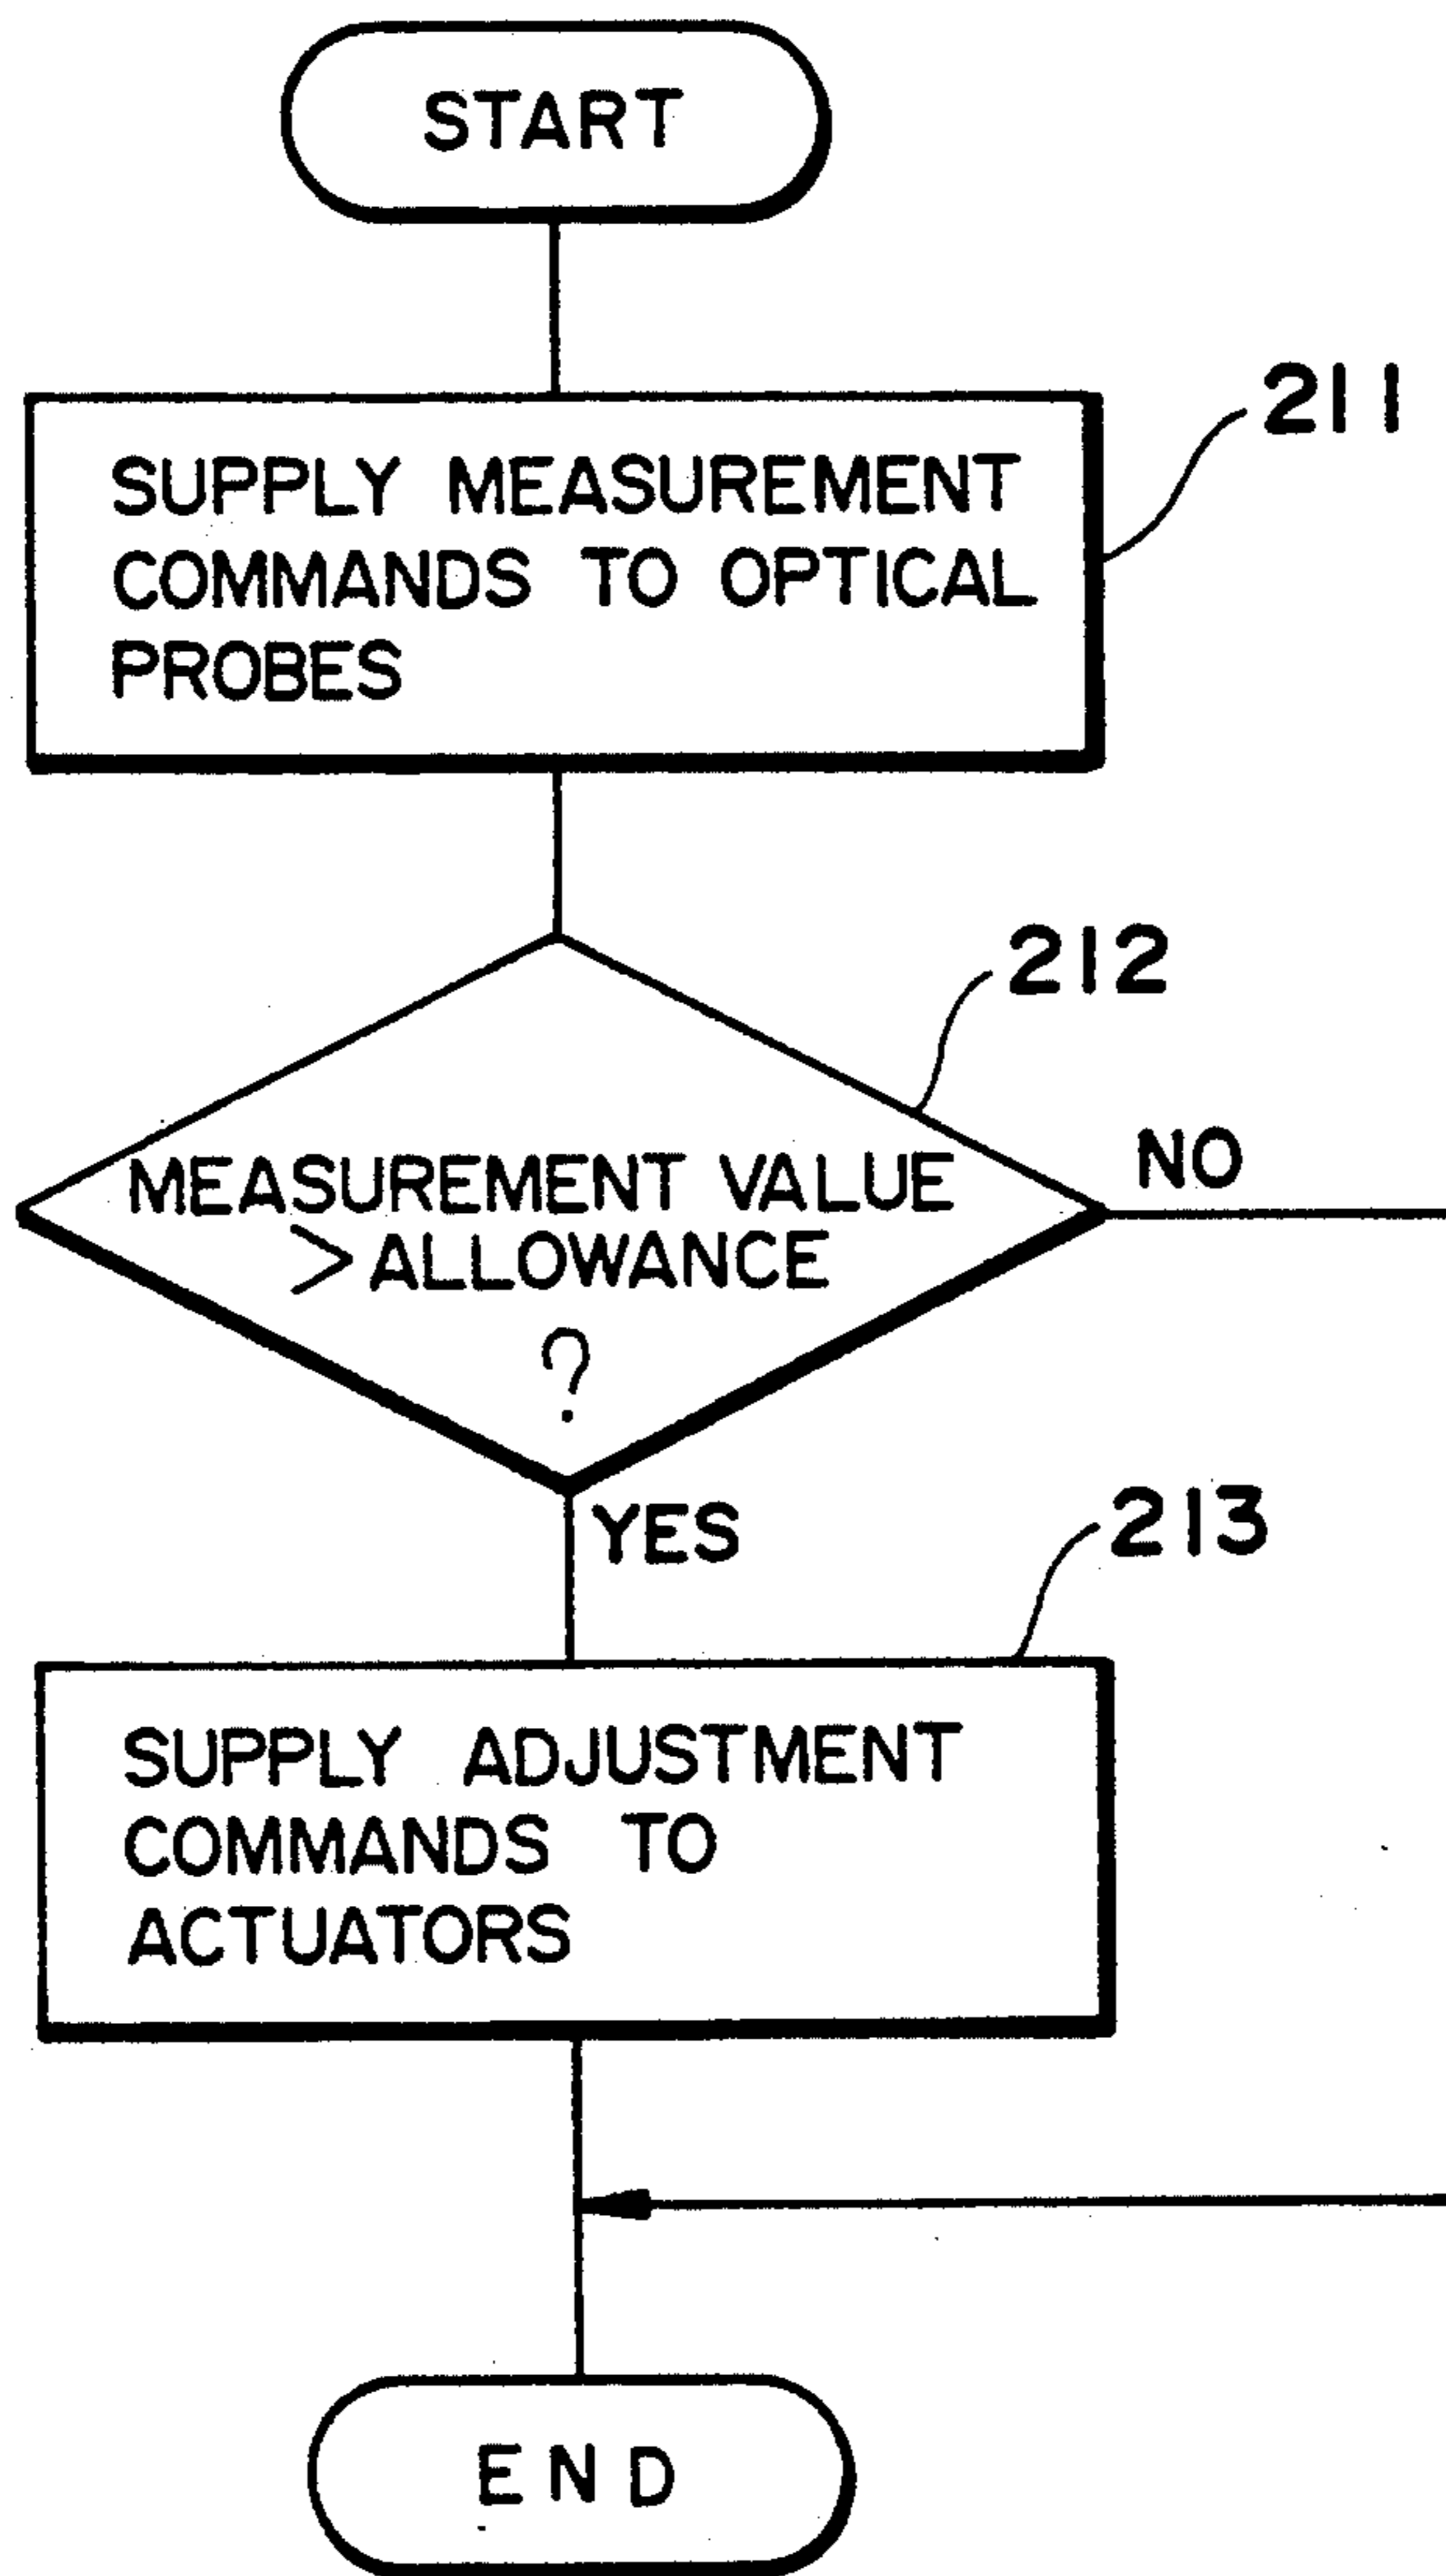 START
211
SUPPLY MEASUREMENT
COMMANDS TO OPTICAL
PROBES
212
MEASUREMENT VALUE
>ALLOWANCE
?
NO
YES
213
SUPPLY ADJUSTMENT
COMMANDS TO
ACTUATORS
END